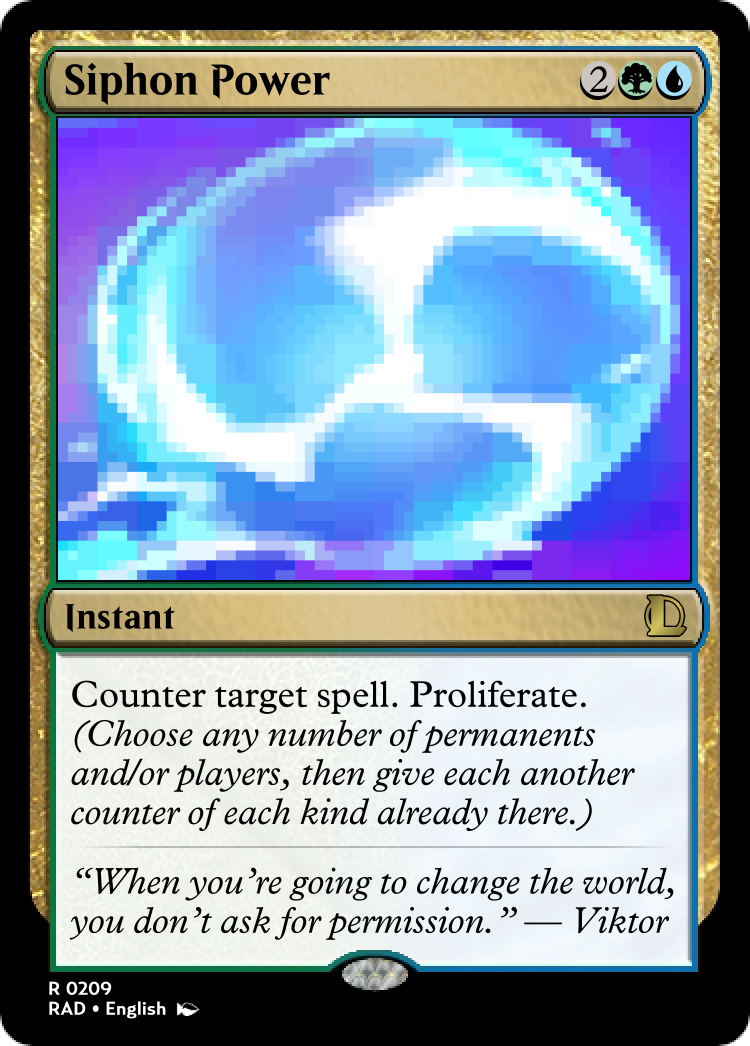 Siphon Power 2
Instant
Counter target spell. Proliferate.
(Choose any number of permanents
and/or players, then give each another
counter of each kind already there.)
“When you’re going to change the world,
you don’t ask for permission.” — Viktor
R 0209
RAD • English